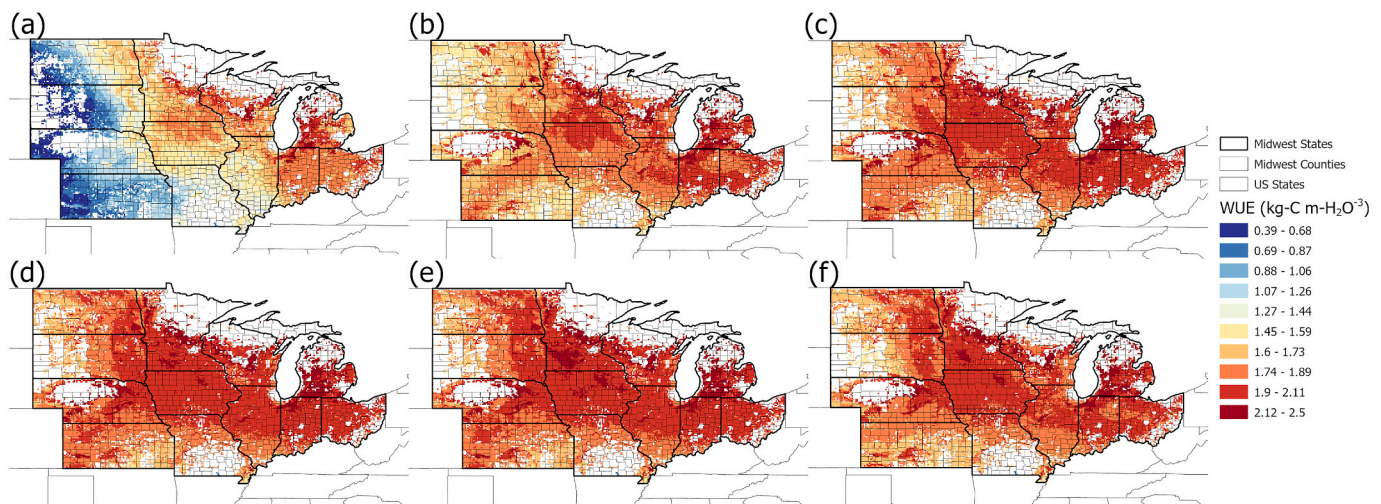 (a)
(b)
(c)
(d)
(e)
(f)
Midwest States
Midwest Counties
US States
WUE (kg-C m-H₂O⁻³)
0.39 - 0.68
0.69 - 0.87
0.88 - 1.06
1.07 - 1.26
1.27 - 1.44
1.45 - 1.59
1.6 - 1.73
1.74 - 1.89
1.9 - 2.11
2.12 - 2.5